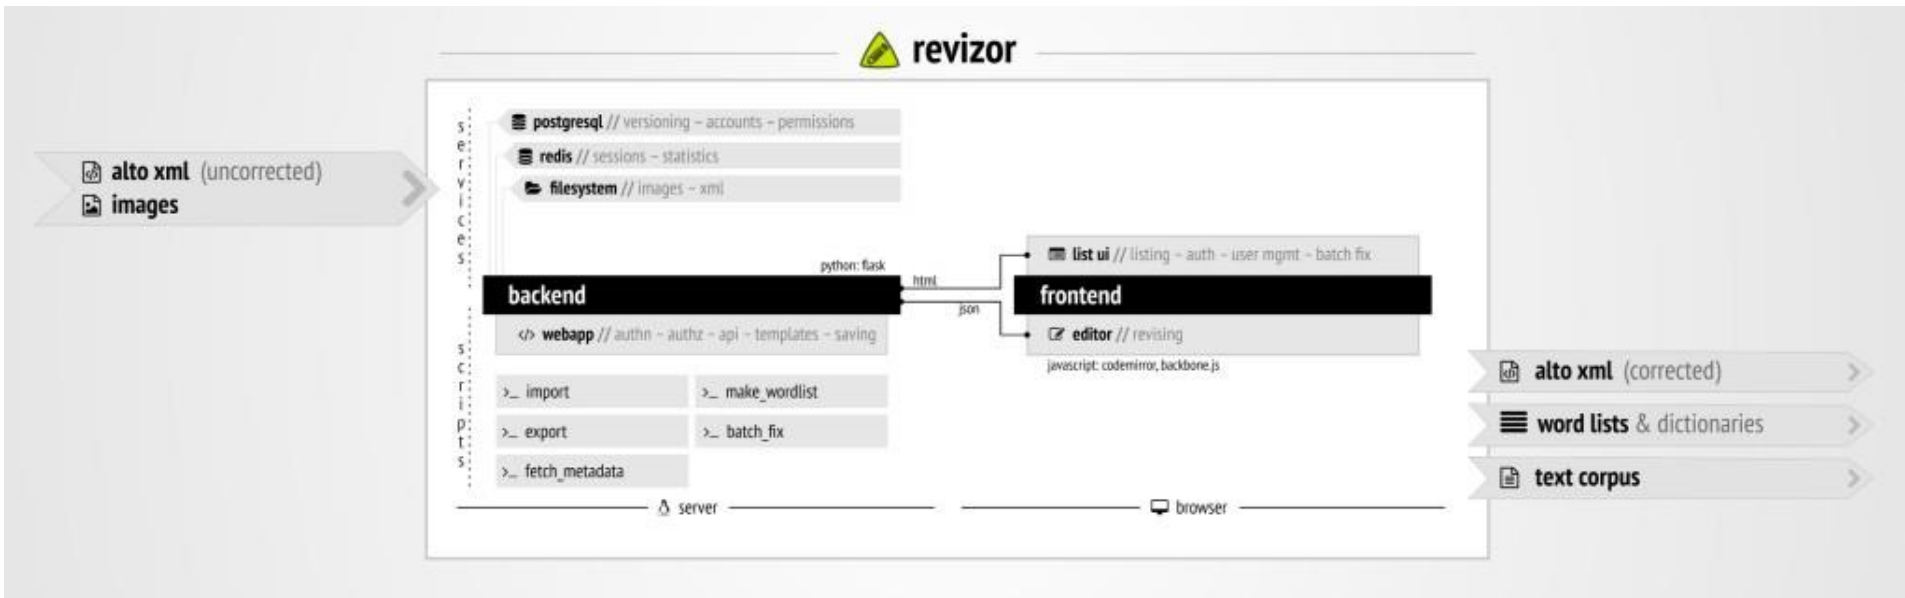 revizor
alto xml (uncorrected)
images
services
postgresql // versioning – accounts – permissions
redis // sessions – statistics
filesystem // images – xml
python: flask
backend
webapp // authn – authz – api – templates – saving
html
json
list ui // listing – auth – user mgmt – batch fix
frontend
editor // revising
javascript: codemirror, backbone.js
scripts
>_ import
>_ make_wordlist
>_ export
>_ batch_fix
>_ fetch_metadata
server
browser
alto xml (corrected)
word lists & dictionaries
text corpus